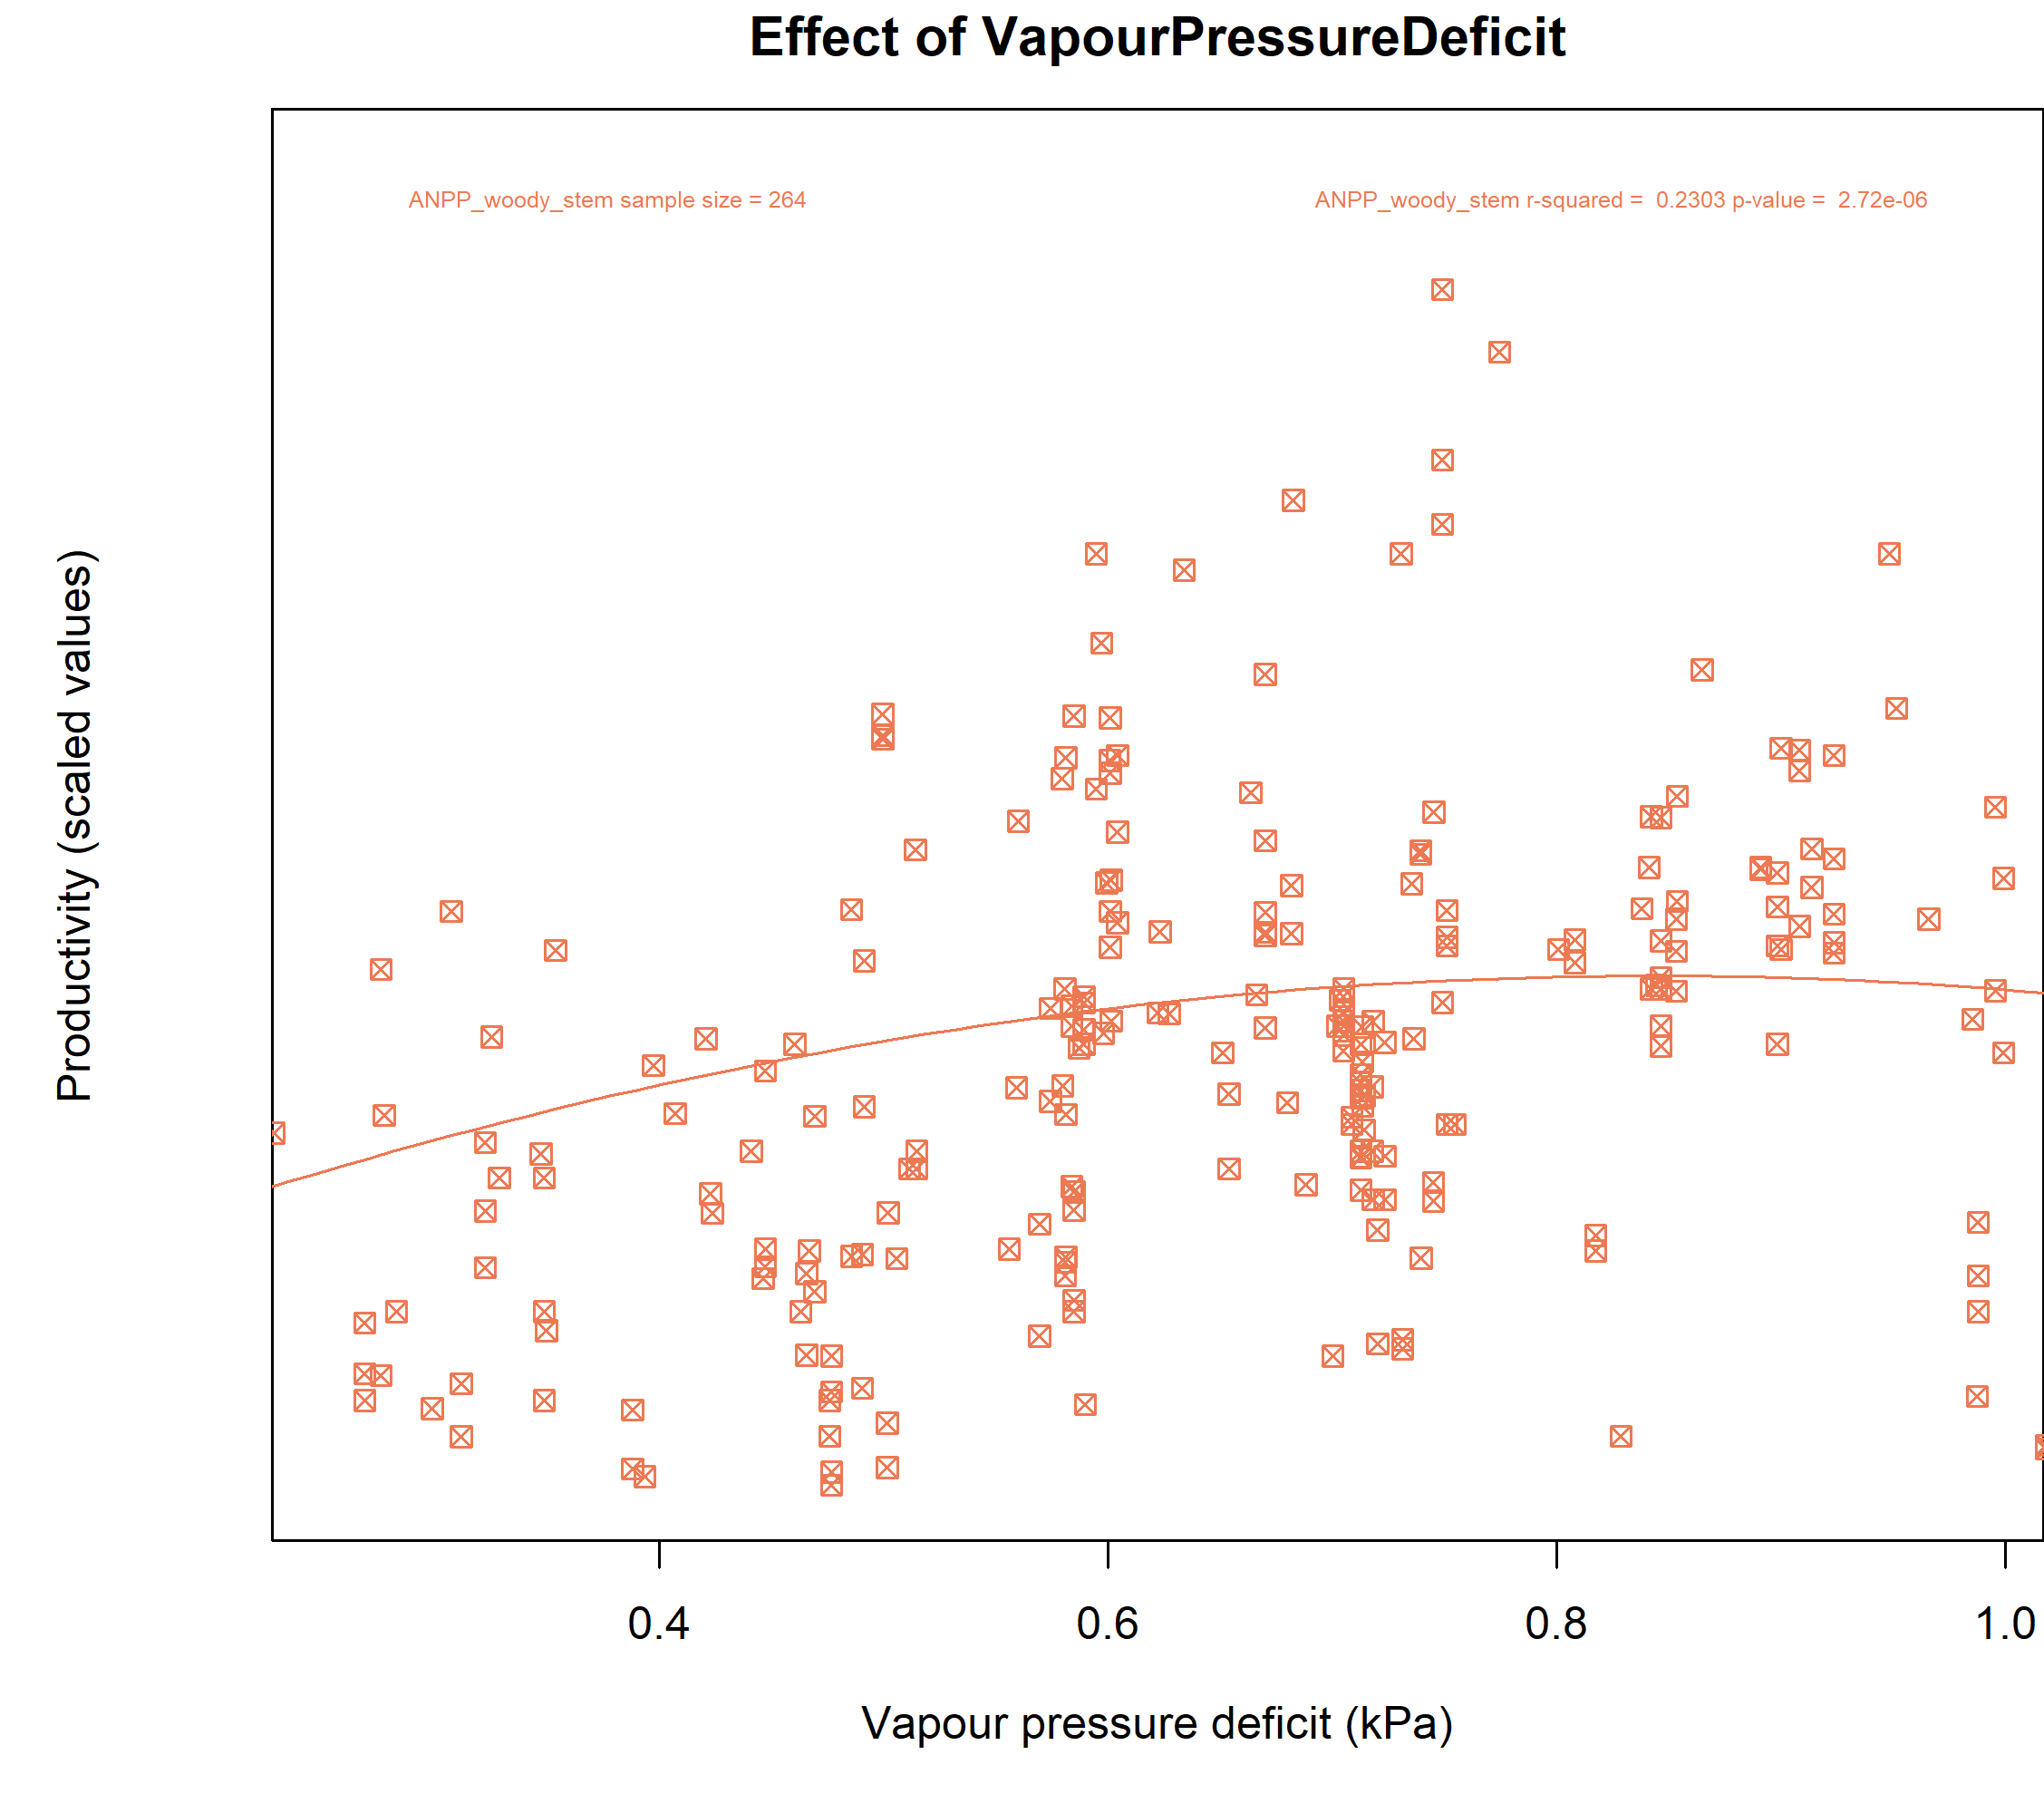 Effect of VapourPressureDeficit
ANPP_woody_stem sample size = 264
ANPP_woody_stem r-squared =  0.2303 p-value =  2.72e-06
Productivity (scaled values)
0.4 0.6 0.8 1.0
Vapour pressure deficit (kPa)